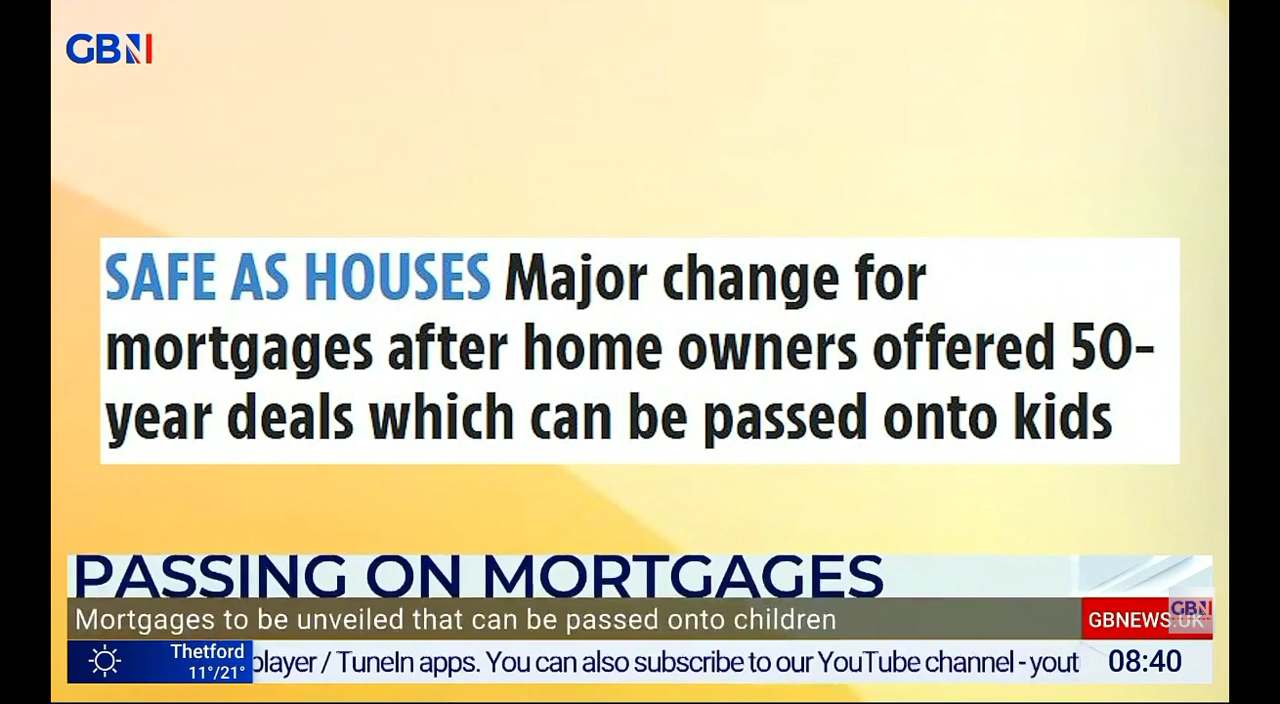 GBN
SAFE AS HOUSES Major change for
mortgages after home owners offered 50-
year deals which can be passed onto kids
PASSING ON MORTGAGES
Mortgages to be unveiled that can be passed onto children
GBNEWS.UK
GBN
Thetford
11°/21°
player / TuneIn apps. You can also subscribe to our YouTube channel - yout
08:40